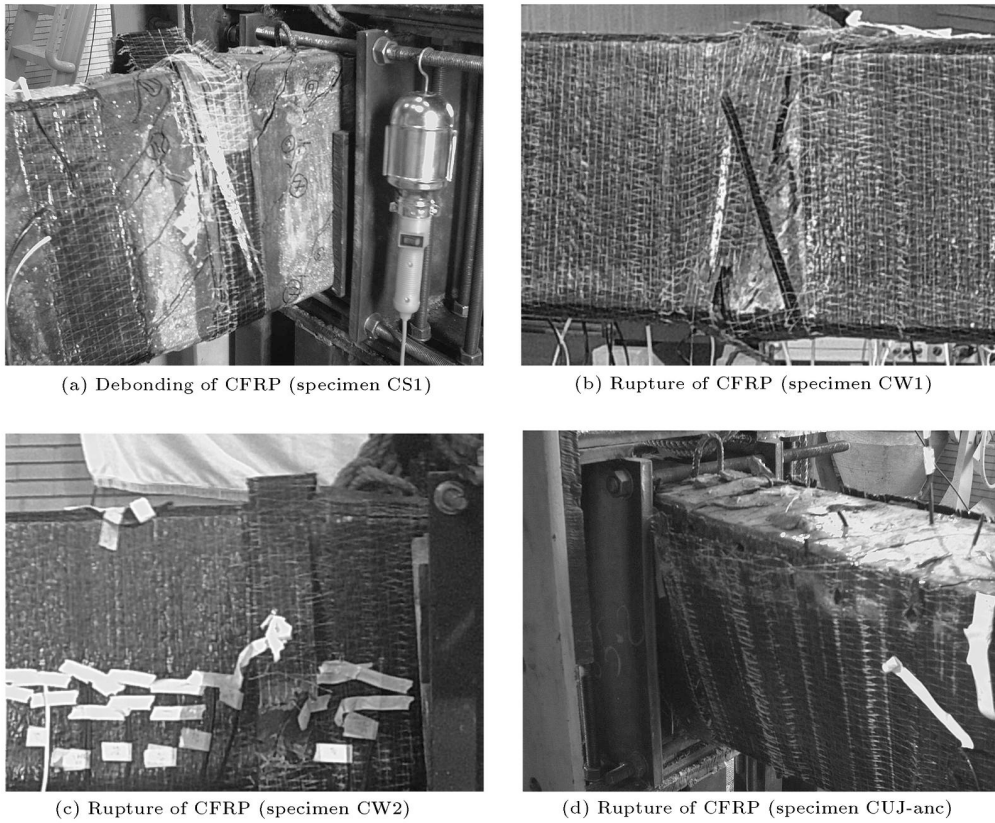 (a) Debonding of CFRP (specimen CS1)
(b) Rupture of CFRP (specimen CW1)
(c) Rupture of CFRP (specimen CW2)
(d) Rupture of CFRP (specimen CUJ-anc)